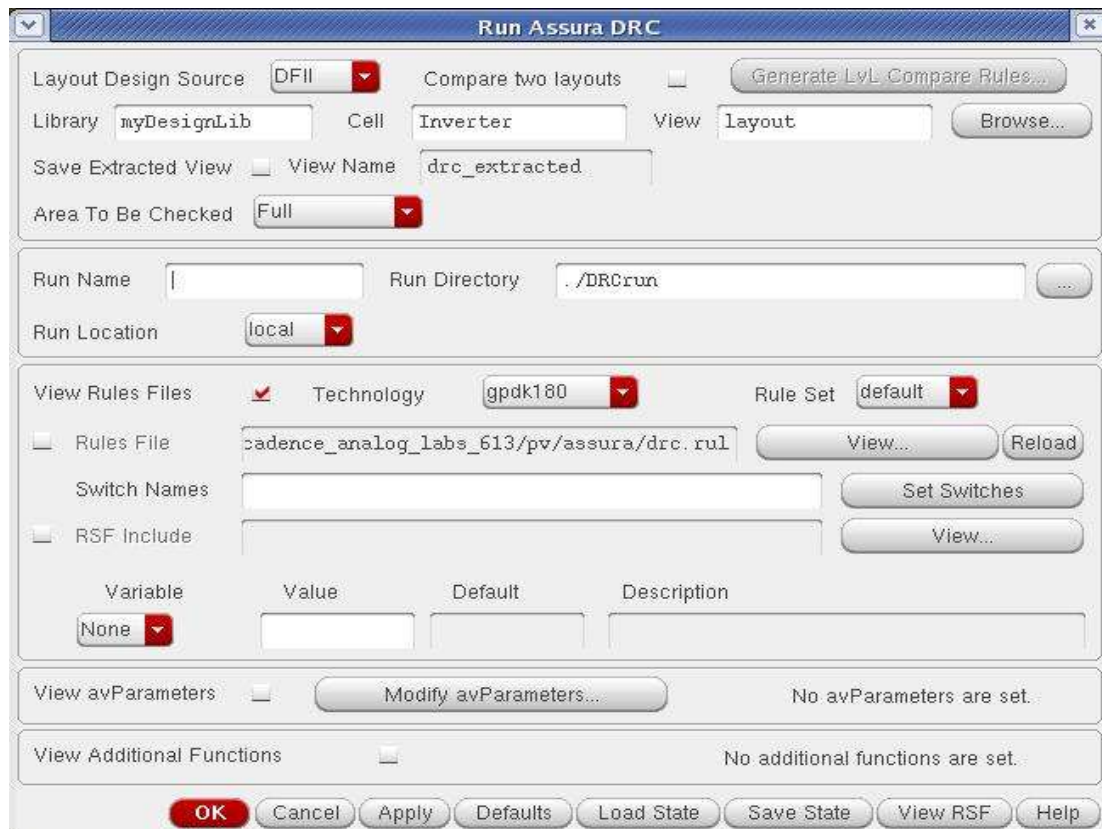 Run Assura DRC
Layout Design Source DFII Compare two layouts Generate LvL Compare Rules...
Library myDesignLib Cell Inverter View layout Browse...
Save Extracted View View Name drc_extracted
Area To Be Checked Full
Run Name Run Directory ./DRCrun ...
Run Location local
View Rules Files Technology gpdk180 Rule Set default
Rules File cadence_analog_labs_613/pv/assura/drc.rul View... Reload
Switch Names Set Switches
RSF Include View...
Variable Value Default Description
None
View avParameters Modify avParameters... No avParameters are set.
View Additional Functions No additional functions are set.
OK Cancel Apply Defaults Load State Save State View RSF Help